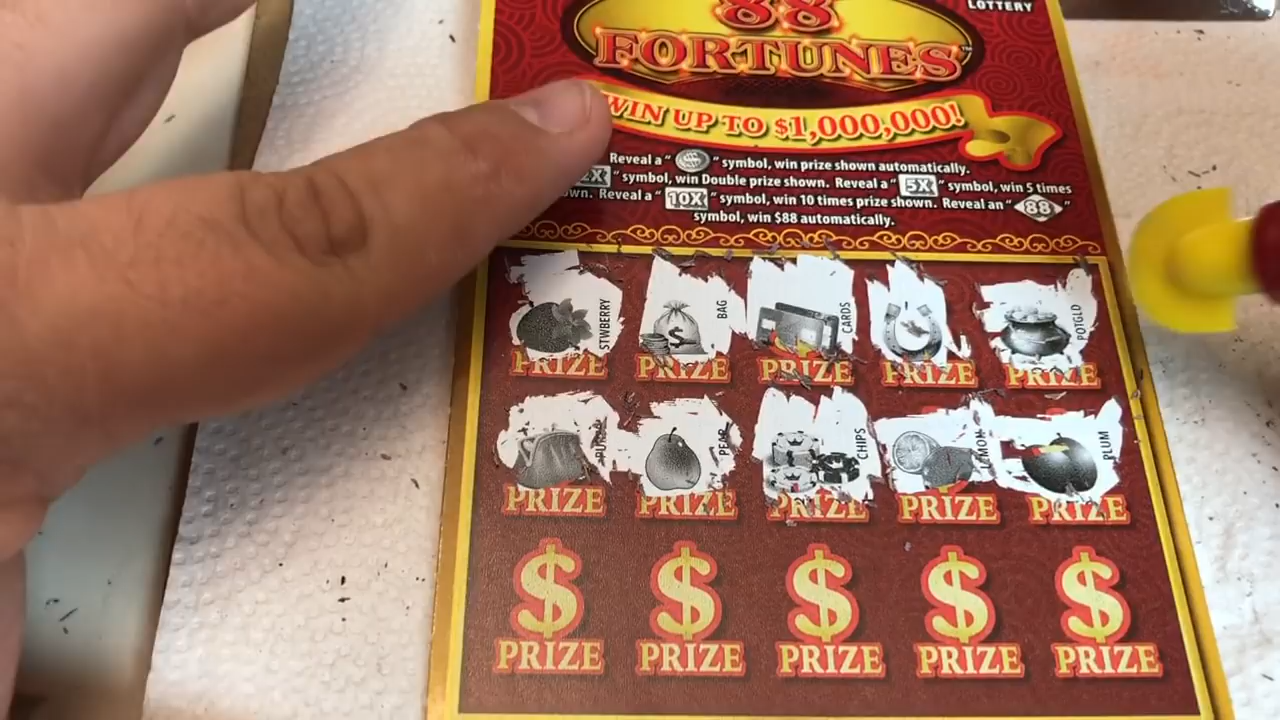 LOTTERY
88
FORTUNES™
WIN UP TO $1,000,000!
Reveal a " " symbol, win prize shown automatically.
2X " symbol, win Double prize shown. Reveal a " 5X " symbol, win 5 times
Reveal a " 10X " symbol, win 10 times prize shown. Reveal an " 88 "
symbol, win $88 automatically.
STWBERRY BAG CARDS POTGLD
PRIZE PRIZE PRIZE PRIZE PRIZE
PEAR CHIPS LEMON PLUM
PRIZE PRIZE PRIZE PRIZE PRIZE
$ $ $ $ $
PRIZE PRIZE PRIZE PRIZE PRIZE